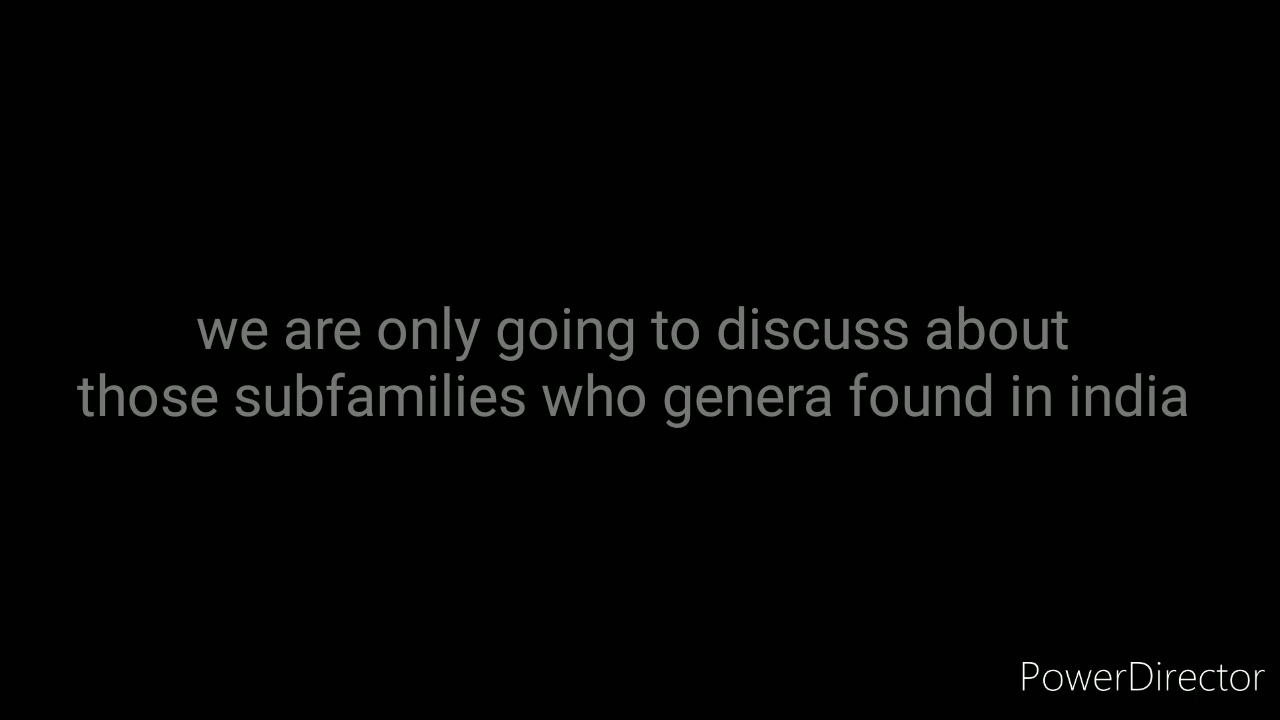 we are only going to discuss about
those subfamilies who genera found in india
PowerDirector